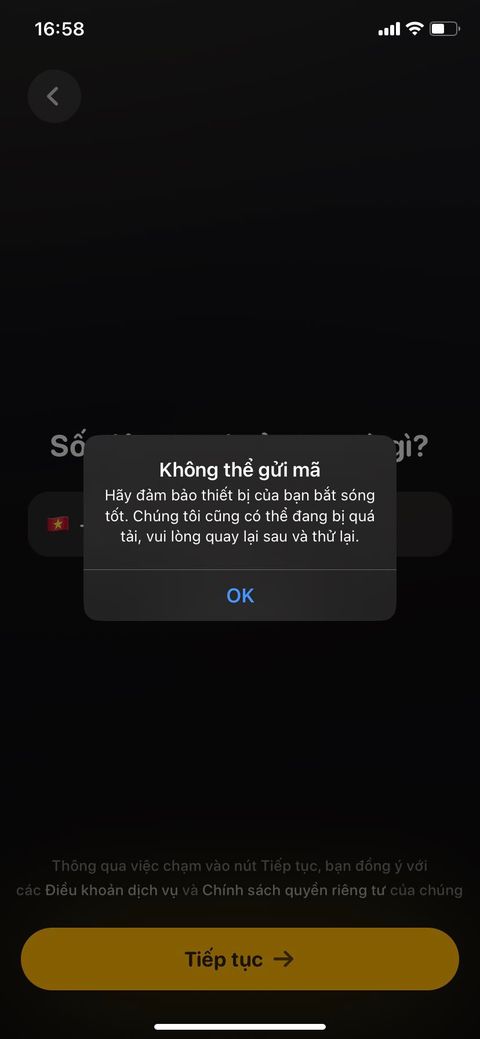 16:58
Số gì?
Không thể gửi mã
Hãy đảm bảo thiết bị của bạn bắt sóng
tốt. Chúng tôi cũng có thể đang bị quá
tải, vui lòng quay lại sau và thử lại.
OK
Thông qua việc chạm vào nút Tiếp tục, bạn đồng ý với
các Điều khoản dịch vụ và Chính sách quyền riêng tư của chúng
Tiếp tục →